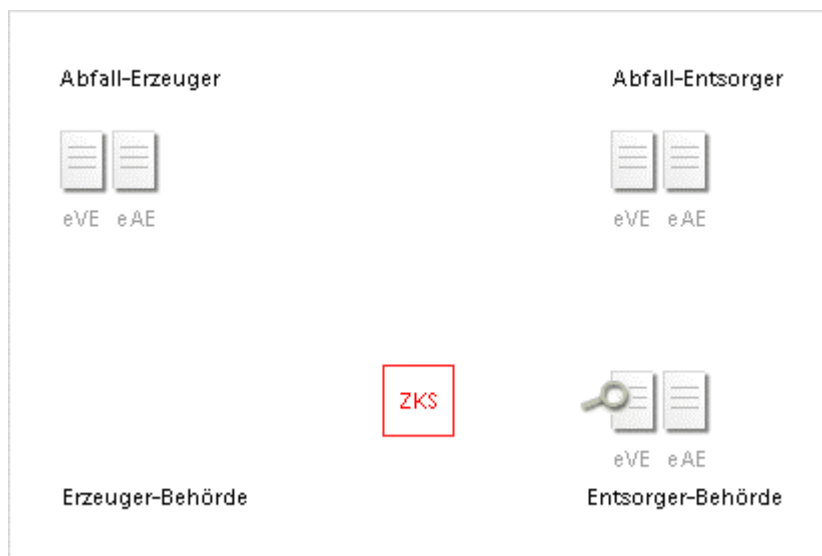 Abfall-Erzeuger
Abfall-Entsorger
eVE eAE
eVE eAE
ZKS
eVE eAE
Erzeuger-Behörde
Entsorger-Behörde